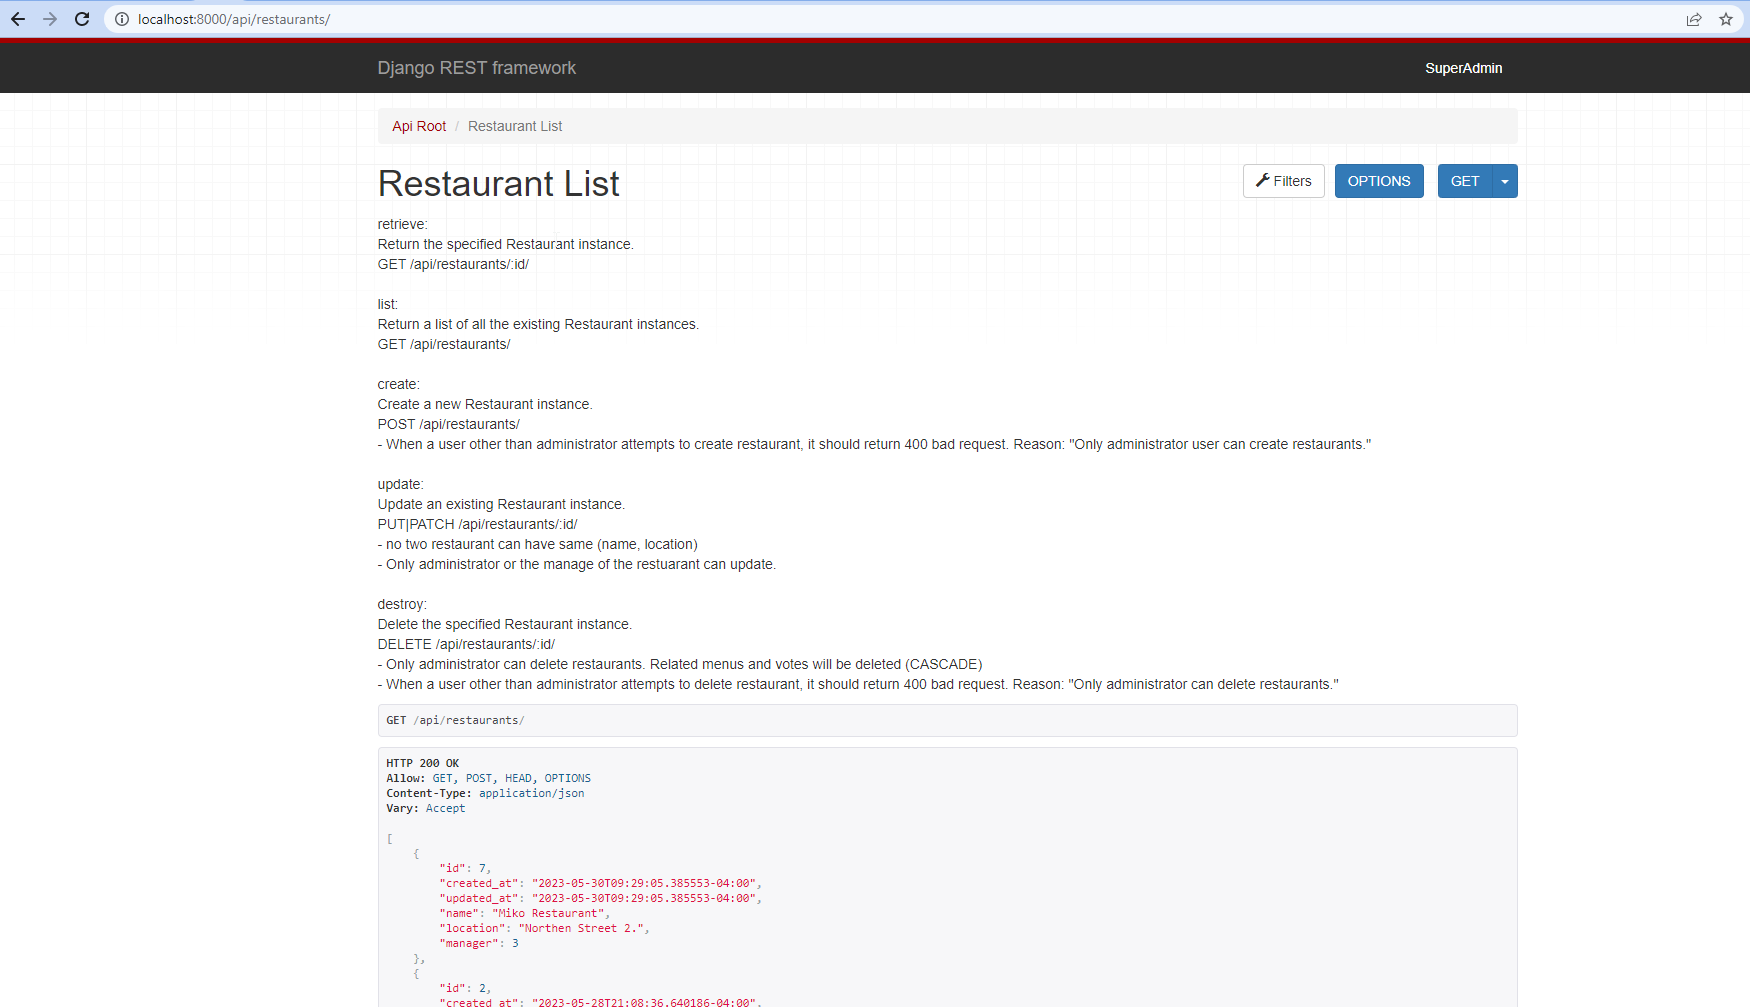 localhost:8000/api/restaurants/
Django REST framework
SuperAdmin
Api Root / Restaurant List
Restaurant List
Filters
OPTIONS
GET
retrieve:
Return the specified Restaurant instance.
GET /api/restaurants/:id/
list:
Return a list of all the existing Restaurant instances.
GET /api/restaurants/
create:
Create a new Restaurant instance.
POST /api/restaurants/
- When a user other than administrator attempts to create restaurant, it should return 400 bad request. Reason: "Only administrator user can create restaurants."
update:
Update an existing Restaurant instance.
PUT|PATCH /api/restaurants/:id/
- no two restaurant can have same (name, location)
- Only administrator or the manage of the restuarant can update.
destroy:
Delete the specified Restaurant instance.
DELETE /api/restaurants/:id/
- Only administrator can delete restaurants. Related menus and votes will be deleted (CASCADE)
- When a user other than administrator attempts to delete restaurant, it should return 400 bad request. Reason: "Only administrator can delete restaurants."
GET /api/restaurants/
HTTP 200 OK
Allow: GET, POST, HEAD, OPTIONS
Content-Type: application/json
Vary: Accept
[
{
"id": 7,
"created_at": "2023-05-30T09:29:05.385553-04:00",
"updated_at": "2023-05-30T09:29:05.385553-04:00",
"name": "Miko Restaurant",
"location": "Northen Street 2.",
"manager": 3
},
{
"id": 2,
"created_at": "2023-05-28T21:08:36.640186-04:00",